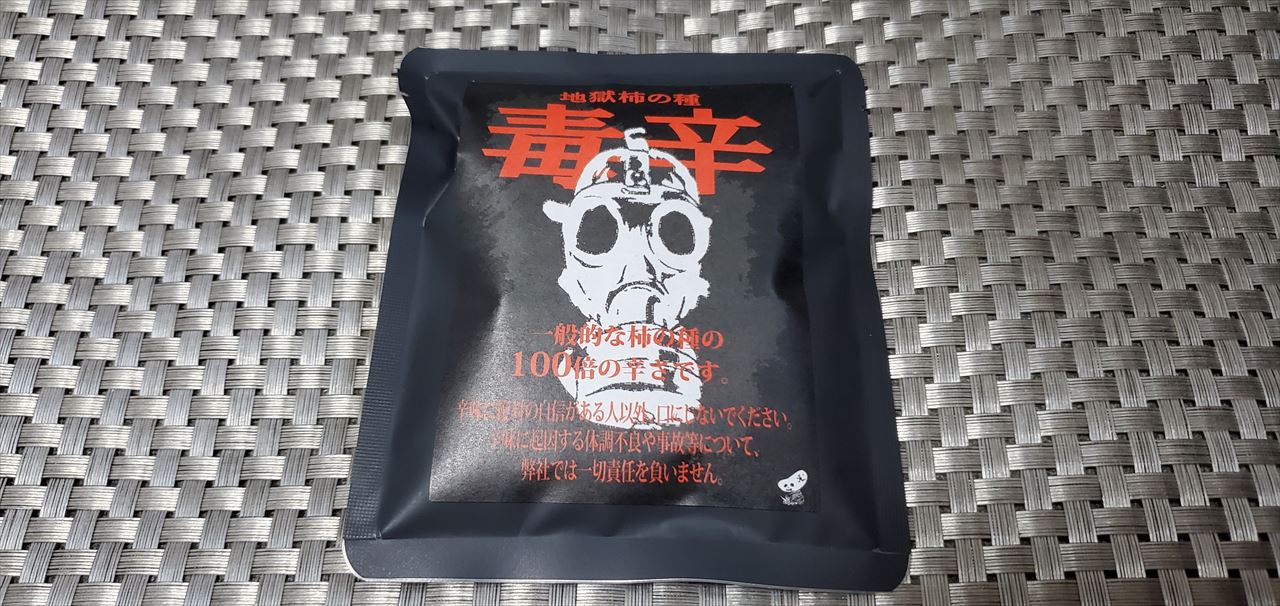 地獄柿の種
毒辛
一般的な柿の種の
100倍の辛さです。
辛味に絶対の自信がある人以外、口にしないでください。
辛味に起因する体調不良や事故等について、
弊社では一切責任を負いません。